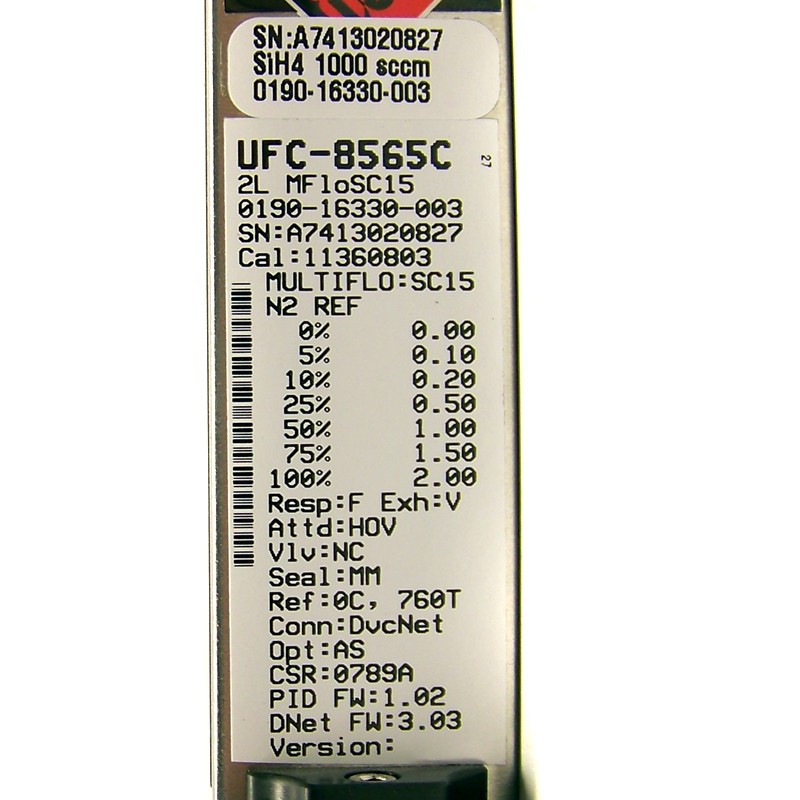 SN:A7413020827
SiH4 1000 sccm
0190-16330-003
UFC-8565C
27
2L MFloSC15
0190-16330-003
SN:A7413020827
Cal:11360803
MULTIFLO:SC15
N2 REF
0% 0.00
5% 0.10
10% 0.20
25% 0.50
50% 1.00
75% 1.50
100% 2.00
Resp:F Exh:V
Attd:HOV
Vlv:NC
Seal:MM
Ref:0C, 760T
Conn:DvcNet
Opt:AS
CSR:0789A
PID FW:1.02
DNet FW:3.03
Version: